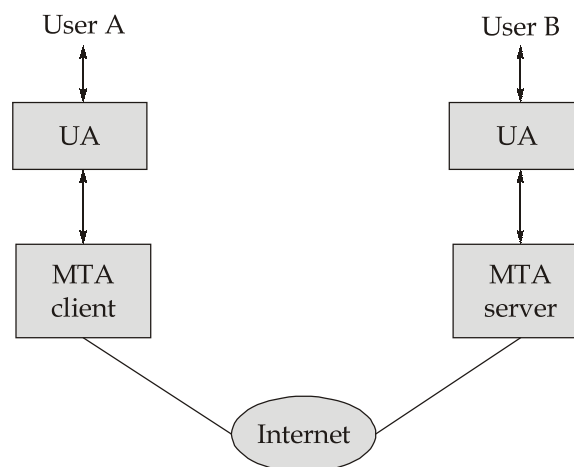 User A
User B
UA
UA
MTA
client
MTA
server
Internet